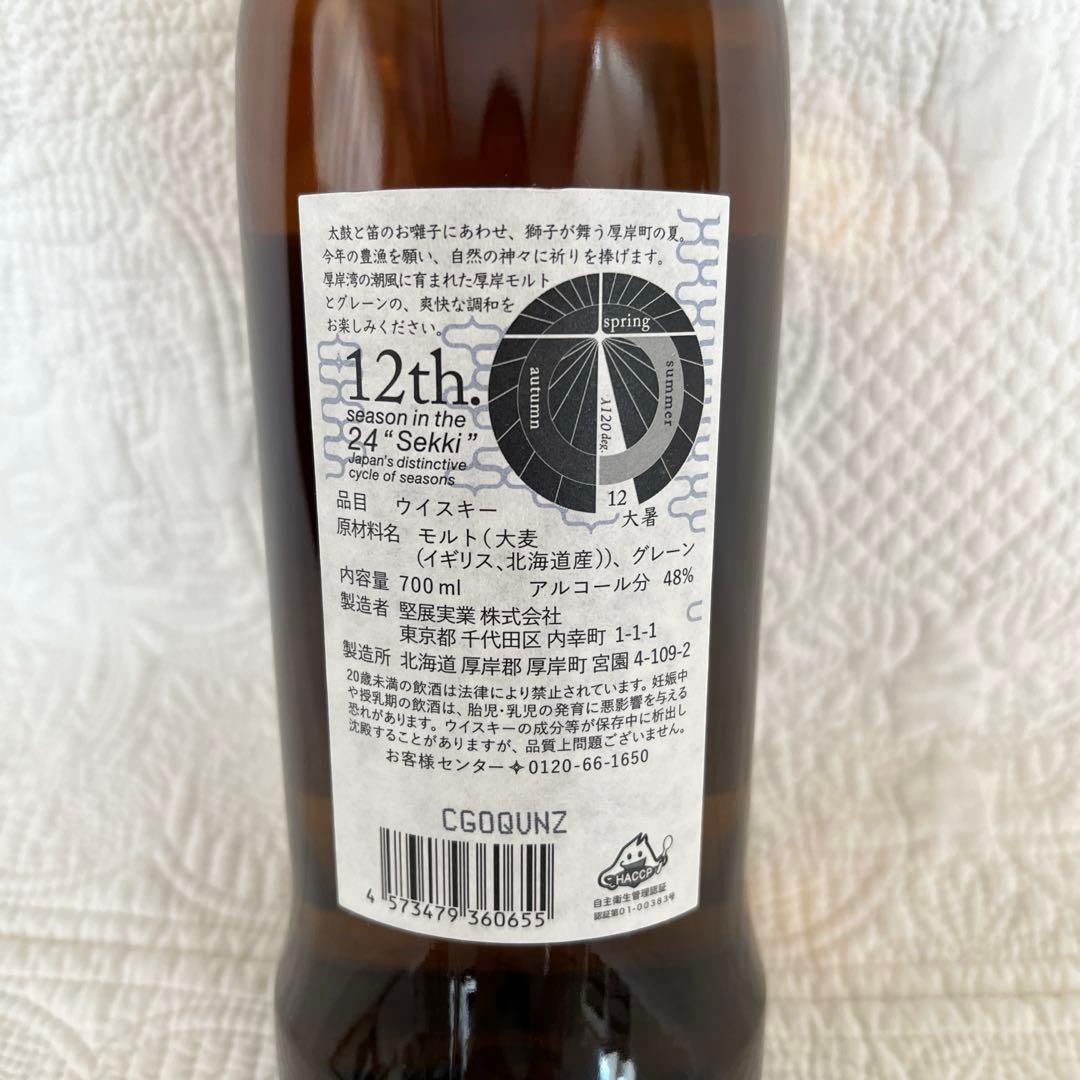 太鼓と笛のお囃子にあわせ、獅子が舞う厚岸町の夏。
今年の豊漁を願い、自然の神々に祈りを捧げます。
厚岸湾の潮風に育まれた厚岸モルト
とグレーンの、爽快な調和を
お楽しみください。
spring
summer
autumn
λ120 deg.
12
大暑
12th.
season in the
24 “Sekki”
Japan's distinctive
cycle of seasons
品目 ウイスキー
原材料名 モルト(大麦
(イギリス、北海道産))、グレーン
内容量 700 ml アルコール分 48%
製造者 堅展実業 株式会社
東京都 千代田区 内幸町 1-1-1
製造所 北海道 厚岸郡 厚岸町 宮園 4-109-2
20歳未満の飲酒は法律により禁止されています。妊娠中
や授乳期の飲酒は、胎児・乳児の発育に悪影響を与える
恐れがあります。ウイスキーの成分等が保存中に析出し
沈殿することがありますが、品質上問題ございません。
お客様センター✧0120-66-1650
CGOQVNZ
4 573479 360655
HACCP
自主衛生管理認証
認証第01-00383号